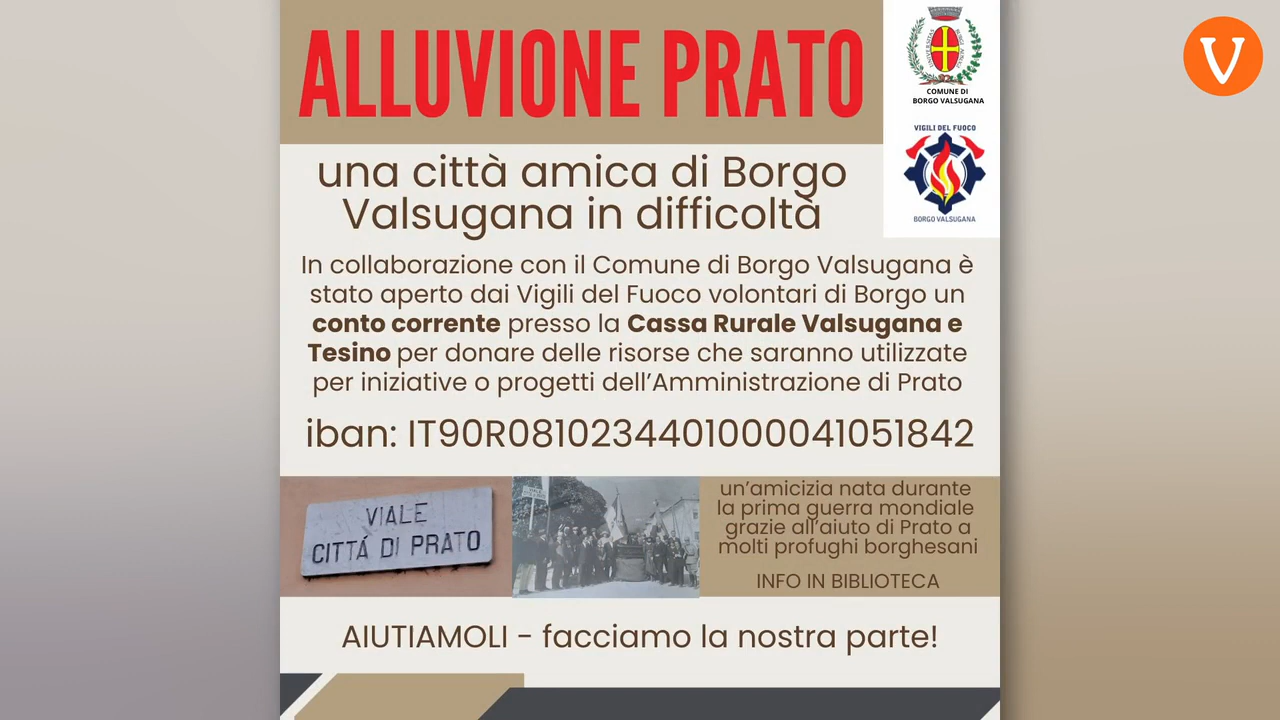 ALLUVIONE PRATO
V
COMUNE DI
BORGO VALSUGANA
VIGILI DEL FUOCO
BORGO VALSUGANA
una città amica di Borgo
Valsugana in difficoltà
In collaborazione con il Comune di Borgo Valsugana è
stato aperto dai Vigili del Fuoco volontari di Borgo un
conto corrente presso la Cassa Rurale Valsugana e
Tesino per donare delle risorse che saranno utilizzate
per iniziative o progetti dell'Amministrazione di Prato
iban: IT90R0810234401000041051842
VIALE
CITTÁ DI PRATO
un'amicizia nata durante
la prima guerra mondiale
grazie all'aiuto di Prato a
molti profughi borghesani
INFO IN BIBLIOTECA
AIUTIAMOLI - facciamo la nostra parte!